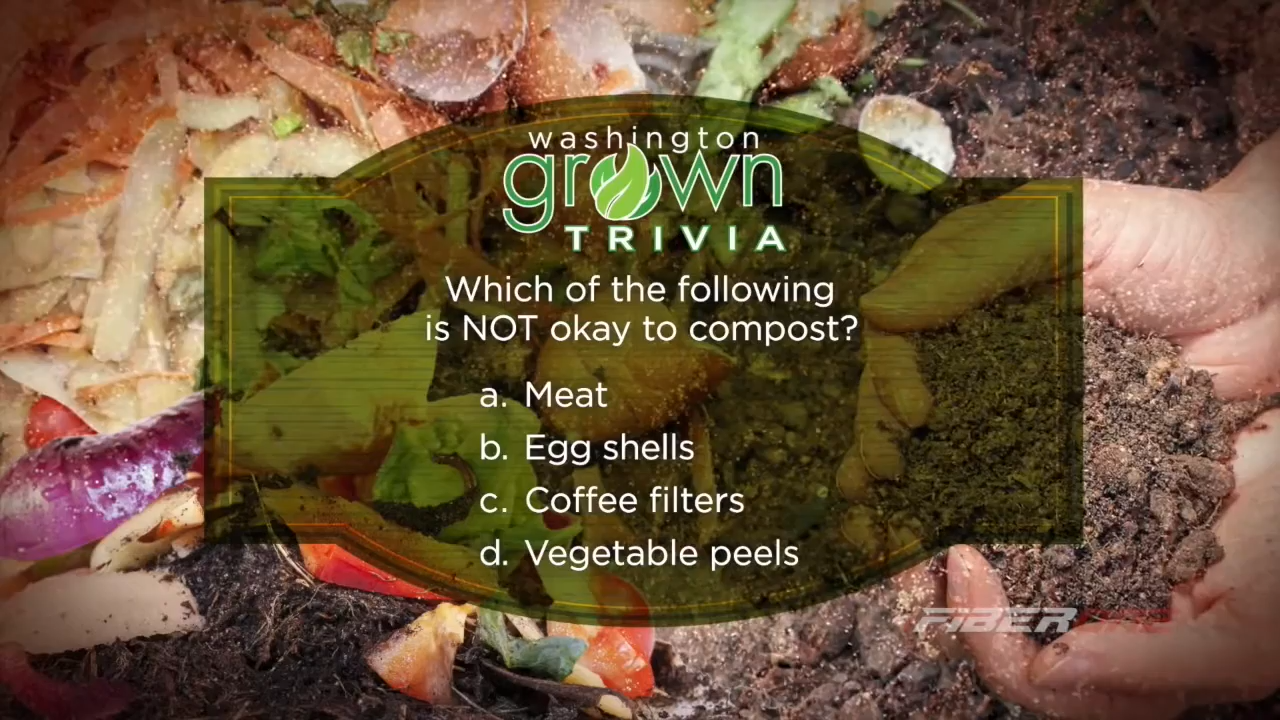 washington
grown
TRIVIA
Which of the following
is NOT okay to compost?
a. Meat
b. Egg shells
c. Coffee filters
d. Vegetable peels
FIBER